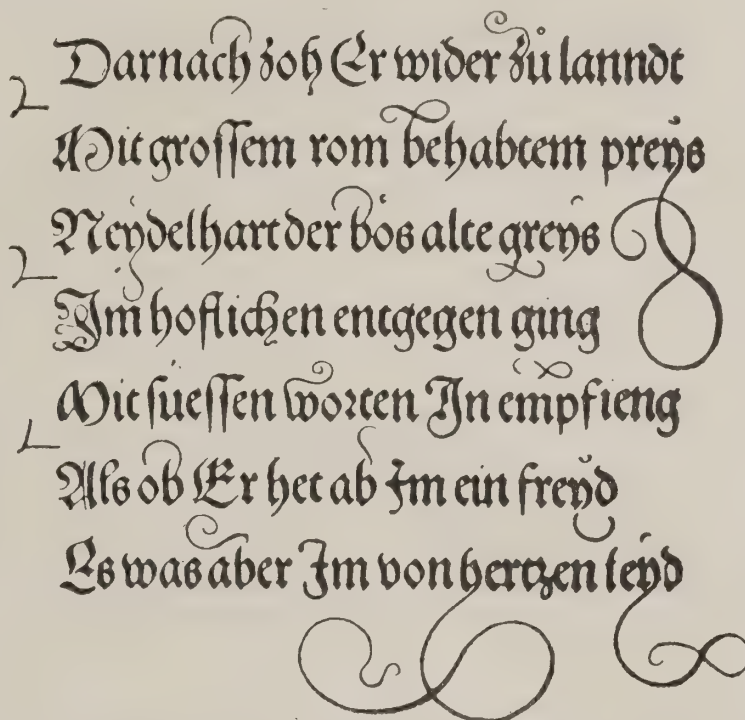 Darnach zoh Er wider zů lanndt
Mit grossem rom behabtem preys
Neydelhart der bös alte greys
Im hoflichen entgegen ging
Mit suessen worten In empfieng
Als ob Er het ab Im ein freyd
Es was aber Im von hertzen leyd